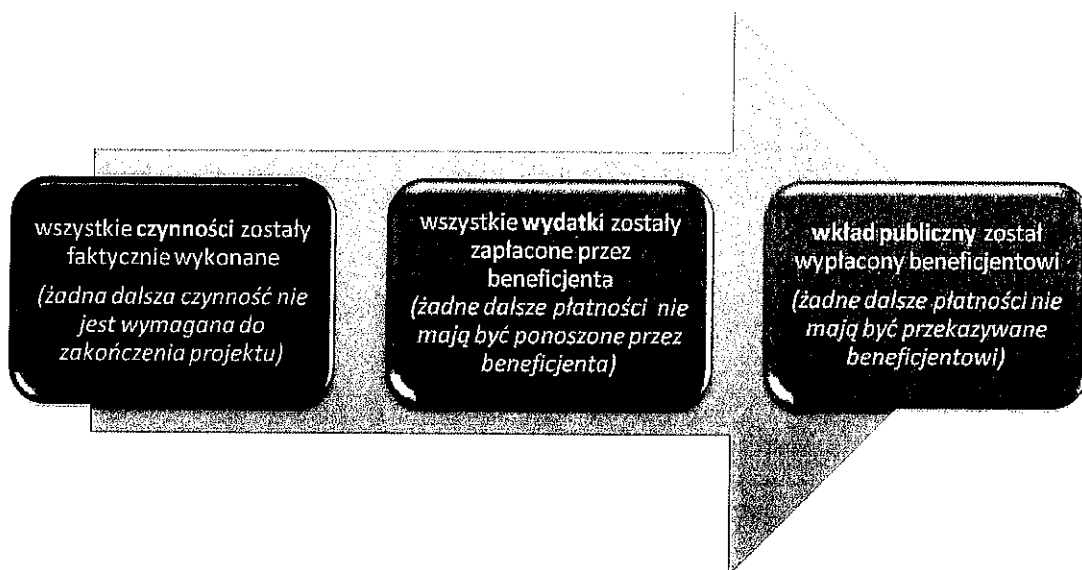 wszystkie czynności zostały
faktycznie wykonane
(żadna dalsza czynność nie
jest wymagana do
zakończenia projektu)
wszystkie wydatki zostały
zapłacone przez
beneficjenta
(żadne dalsze płatności nie
mają być ponoszone przez
beneficjenta)
wkład publiczny został
wypłacony beneficjentowi
(żadne dalsze płatności nie
mają być przekazywane
beneficjentowi)